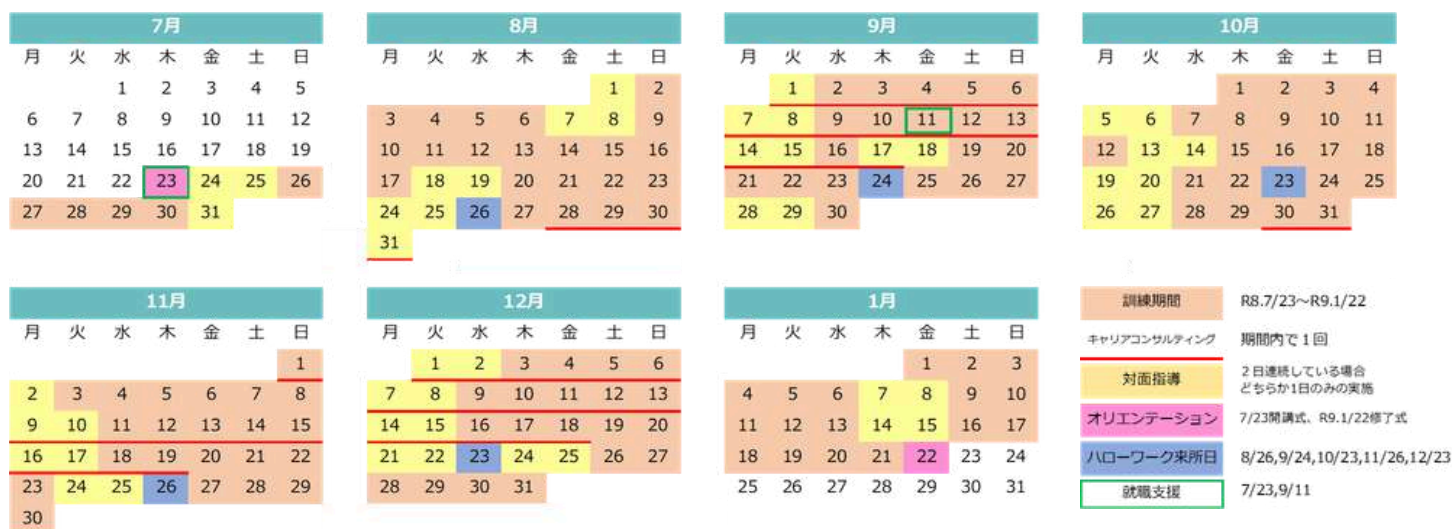 7月
月 火 水 木 金 土 日
1 2 3 4 5
6 7 8 9 10 11 12
13 14 15 16 17 18 19
20 21 22 23 24 25 26
27 28 29 30 31
8月
月 火 水 木 金 土 日
1 2
3 4 5 6 7 8 9
10 11 12 13 14 15 16
17 18 19 20 21 22 23
24 25 26 27 28 29 30
31
9月
月 火 水 木 金 土 日
1 2 3 4 5 6
7 8 9 10 11 12 13
14 15 16 17 18 19 20
21 22 23 24 25 26 27
28 29 30
10月
月 火 水 木 金 土 日
1 2 3 4
5 6 7 8 9 10 11
12 13 14 15 16 17 18
19 20 21 22 23 24 25
26 27 28 29 30 31
11月
月 火 水 木 金 土 日
1
2 3 4 5 6 7 8
9 10 11 12 13 14 15
16 17 18 19 20 21 22
23 24 25 26 27 28 29
30
12月
月 火 水 木 金 土 日
1 2 3 4 5 6
7 8 9 10 11 12 13
14 15 16 17 18 19 20
21 22 23 24 25 26 27
28 29 30 31
1月
月 火 水 木 金 土 日
1 2 3
4 5 6 7 8 9 10
11 12 13 14 15 16 17
18 19 20 21 22 23 24
25 26 27 28 29 30 31
訓練期間 R8.7/23～R9.1/22
キャリアコンサルティング 期間内で1回
対面指導 2日連続している場合
どちらか1日のみの実施
オリエンテーション 7/23開講式、R9.1/22修了式
ハローワーク来所日 8/26,9/24,10/23,11/26,12/23
就職支援 7/23,9/11